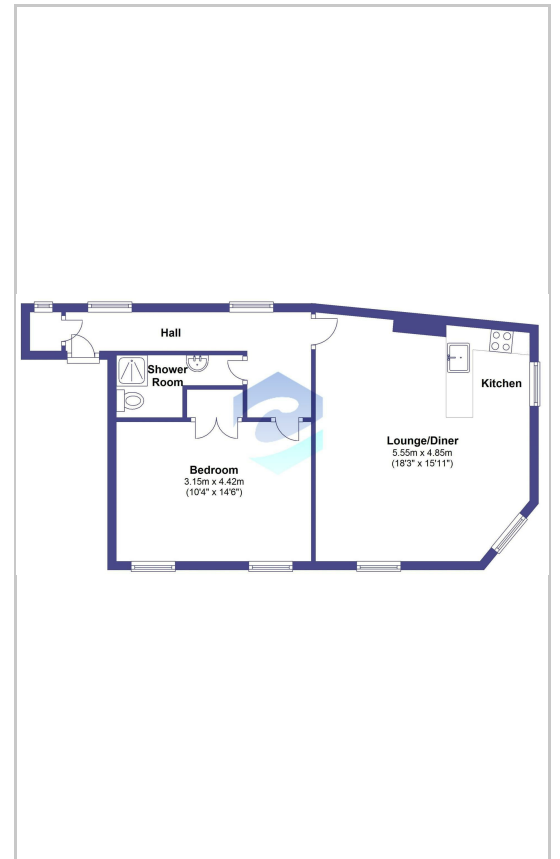 Hall
Shower
Room
Kitchen
Lounge/Diner
5.55m x 4.85m
(18'3" x 15'11")
Bedroom
3.15m x 4.42m
(10'4" x 14'6")